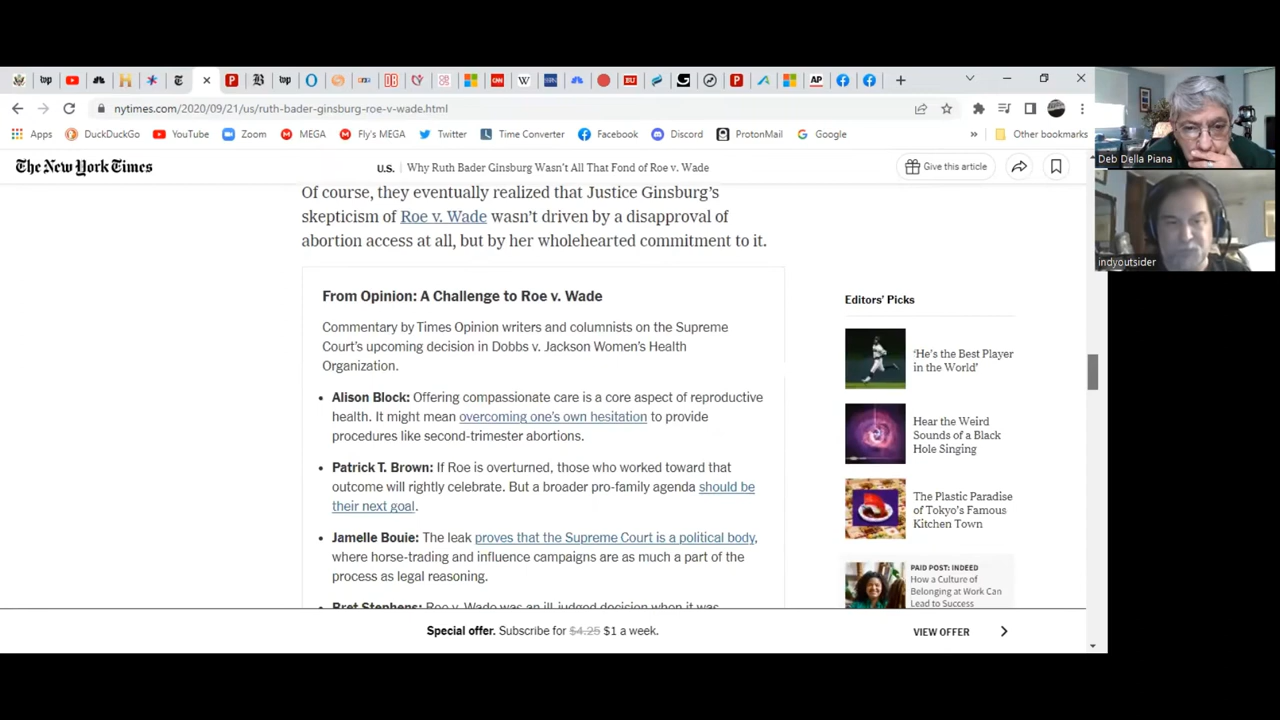 nytimes.com/2020/09/21/us/ruth-bader-ginsburg-roe-v-wade.html
Apps DuckDuckGo YouTube Zoom MEGA Fly's MEGA Twitter Time Converter Facebook Discord ProtonMail Google » Other bookmarks
The New York Times
U.S. | Why Ruth Bader Ginsburg Wasn't All That Fond of Roe v. Wade
Give this article
Of course, they eventually realized that Justice Ginsburg's
skepticism of Roe v. Wade wasn't driven by a disapproval of
abortion access at all, but by her wholehearted commitment to it.
From Opinion: A Challenge to Roe v. Wade
Commentary by Times Opinion writers and columnists on the Supreme
Court's upcoming decision in Dobbs v. Jackson Women's Health
Organization.
• Alison Block: Offering compassionate care is a core aspect of reproductive
health. It might mean overcoming one's own hesitation to provide
procedures like second-trimester abortions.
• Patrick T. Brown: If Roe is overturned, those who worked toward that
outcome will rightly celebrate. But a broader pro-family agenda should be
their next goal.
• Jamelle Bouie: The leak proves that the Supreme Court is a political body,
where horse-trading and influence campaigns are as much a part of the
process as legal reasoning.
• Bret Stephens: Roe v. Wade was an ill-judged decision when it was
Editors' Picks
'He's the Best Player
in the World'
Hear the Weird
Sounds of a Black
Hole Singing
The Plastic Paradise
of Tokyo's Famous
Kitchen Town
PAID POST: INDEED
How a Culture of
Belonging at Work Can
Lead to Success
Special offer. Subscribe for $4.25 $1 a week.
VIEW OFFER
Deb Della Piana
indyoutsider